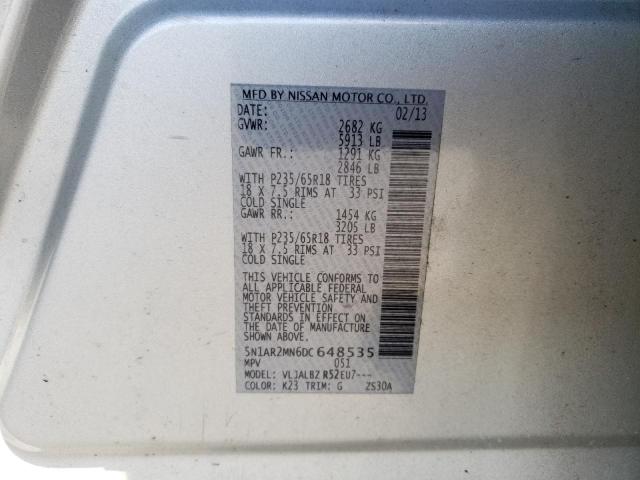 MFD BY NISSAN MOTOR CO., LTD.
DATE: 02/13
GVWR: 2682 KG
5913 LB
GAWR FR.: 1291 KG
2846 LB
WITH P235/65R18 TIRES
18 X 7.5 RIMS AT 33 PSI
COLD SINGLE
GAWR RR.: 1454 KG
3205 LB
WITH P235/65R18 TIRES
18 X 7.5 RIMS AT 33 PSI
COLD SINGLE
THIS VEHICLE CONFORMS TO
ALL APPLICABLE FEDERAL
MOTOR VEHICLE SAFETY AND
THEFT PREVENTION
STANDARDS IN EFFECT ON
THE DATE OF MANUFACTURE
SHOWN ABOVE.
5N1AR2MN6DC 648535
MPV 051
MODEL: VLJALBZ R52EU7---
COLOR: K23 TRIM: G ZS30A